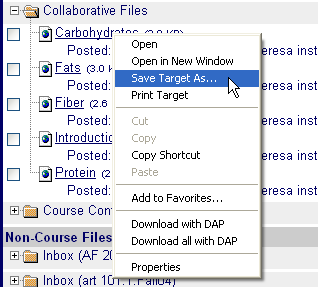 Collaborative Files
Carbohydrates (3.0 KB)
Posted: eresa inst
Fats (3.0
Posted: eresa inst
Fiber (2.6
Posted: eresa inst
Introductio
Posted: eresa inst
Protein (2
Posted: eresa inst
Course Con
Non-Course Files
Inbox (AF 20
Inbox (art 101.1.Fall04)
Open
Open in New Window
Save Target As...
Print Target
Cut
Copy
Copy Shortcut
Paste
Add to Favorites...
Download with DAP
Download all with DAP
Properties